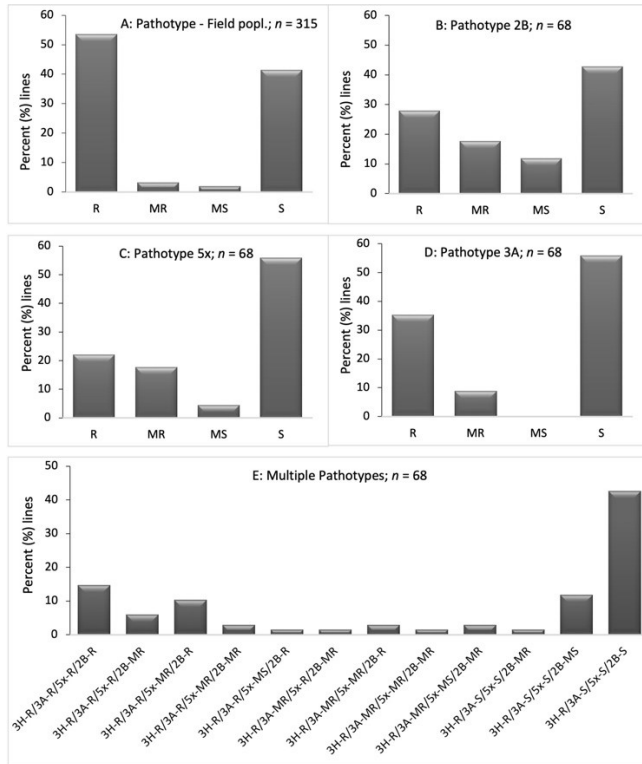 A: Pathotype - Field popl.; n = 315
Percent (%) lines
60
50
40
30
20
10
0
R MR MS S
B: Pathotype 2B; n = 68
Percent (%) lines
60
50
40
30
20
10
0
R MR MS S
C: Pathotype 5x; n = 68
Percent (%) lines
60
50
40
30
20
10
0
R MR MS S
D: Pathotype 3A; n = 68
Percent (%) lines
60
50
40
30
20
10
0
R MR MS S
E: Multiple Pathotypes; n = 68
Percent (%) lines
50
40
30
20
10
0
3H-R/3A-R/5x-R/2B-R
3H-R/3A-R/5x-R/2B-MR
3H-R/3A-R/5x-MR/2B-R
3H-R/3A-R/5x-MR/2B-MR
3H-R/3A-R/5x-MS/2B-R
3H-R/3A-MR/5x-R/2B-MR
3H-R/3A-MR/5x-MR/2B-R
3H-R/3A-MR/5x-MR/2B-MR
3H-R/3A-MR/5x-MS/2B-MR
3H-R/3A-S/5x-S/2B-MR
3H-R/3A-S/5x-S/2B-MS
3H-R/3A-S/5x-S/2B-S